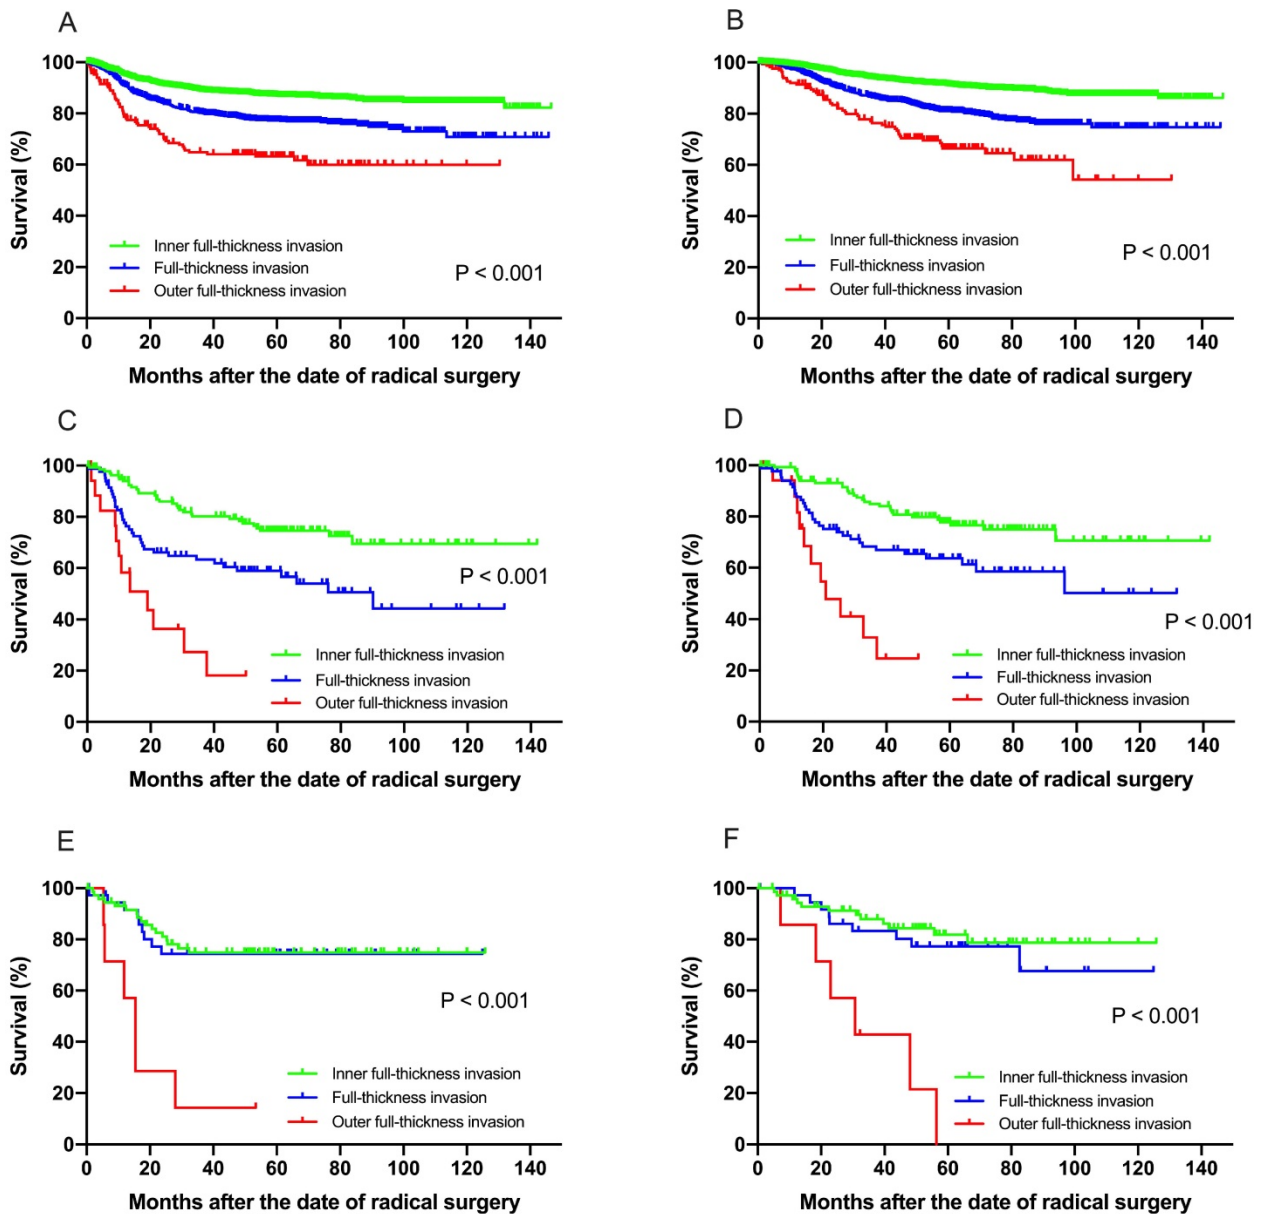 A
Survival (%)
100
80
60
40
20
0
Inner full-thickness invasion
Full-thickness invasion
Outer full-thickness invasion
P < 0.001
0 20 40 60 80 100 120 140
Months after the date of radical surgery
B
Survival (%)
100
80
60
40
20
0
Inner full-thickness invasion
Full-thickness invasion
Outer full-thickness invasion
P < 0.001
0 20 40 60 80 100 120 140
Months after the date of radical surgery
C
Survival (%)
100
80
60
40
20
0
P < 0.001
Inner full-thickness invasion
Full-thickness invasion
Outer full-thickness invasion
0 20 40 60 80 100 120 140
Months after the date of radical surgery
D
Survival (%)
100
80
60
40
20
0
P < 0.001
Inner full-thickness invasion
Full-thickness invasion
Outer full-thickness invasion
0 20 40 60 80 100 120 140
Months after the date of radical surgery
E
Survival (%)
100
80
60
40
20
0
P < 0.001
Inner full-thickness invasion
Full-thickness invasion
Outer full-thickness invasion
0 20 40 60 80 100 120 140
Months after the date of radical surgery
F
Survival (%)
100
80
60
40
20
0
P < 0.001
Inner full-thickness invasion
Full-thickness invasion
Outer full-thickness invasion
0 20 40 60 80 100 120 140
Months after the date of radical surgery